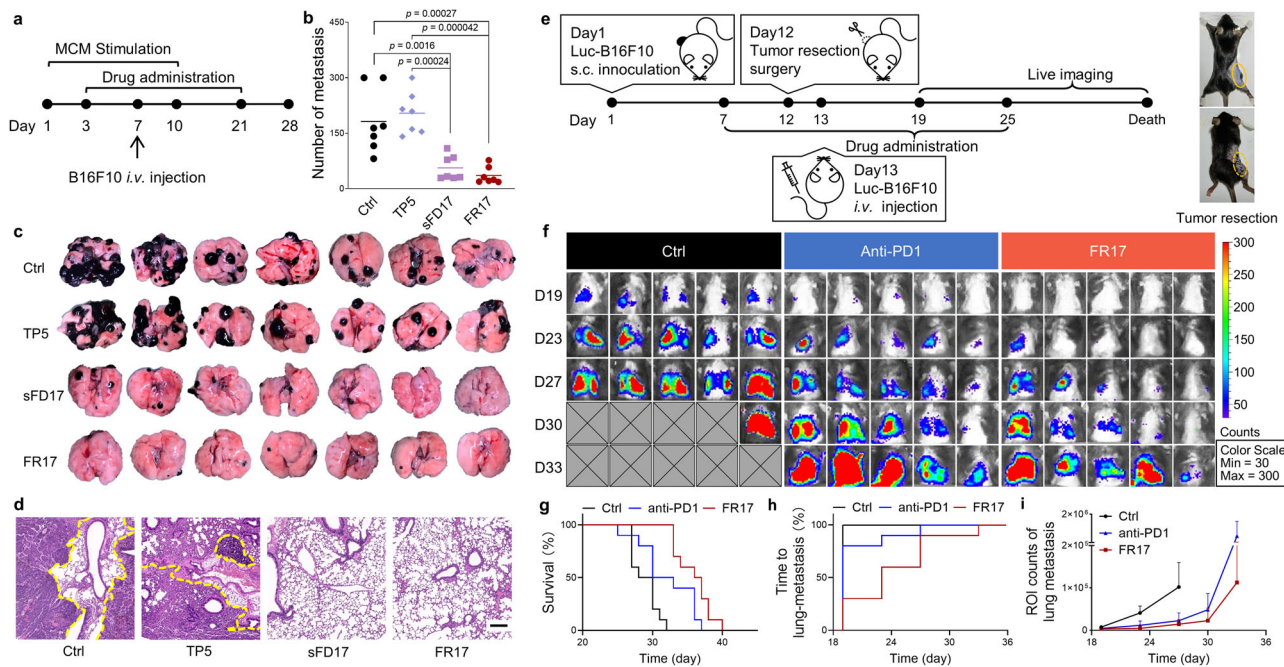 a
MCM Stimulation
Drug administration
Day 1 3 7 10 21 28
B16F10 i.v. injection
b
p = 0.00027
p = 0.000042
p = 0.0016
p = 0.00024
Number of metastasis
450
300
150
0
Ctrl TP5 sFD17 FR17
c
Ctrl
TP5
sFD17
FR17
d
Ctrl TP5 sFD17 FR17
e
Day1
Luc-B16F10
s.c. innoculation
Day12
Tumor resection
surgery
Live imaging
Day 1 7 12 13 19 25 Death
Drug administration
Day13
Luc-B16F10
i.v. injection
Tumor resection
f
Ctrl Anti-PD1 FR17
D19
D23
D27
D30
D33
300
250
200
150
100
50
Counts
Color Scale
Min = 30
Max = 300
g
Ctrl anti-PD1 FR17
Survival (%)
100
50
0
20 30 40
Time (day)
h
Ctrl anti-PD1 FR17
Time to
lung-metastasis (%)
100
50
0
18 24 30 36
Time (day)
i
Ctrl
anti-PD1
FR17
ROI counts of
lung metastasis
2×10⁶
2×10⁵
1×10⁵
0
18 24 30 36
Time (day)